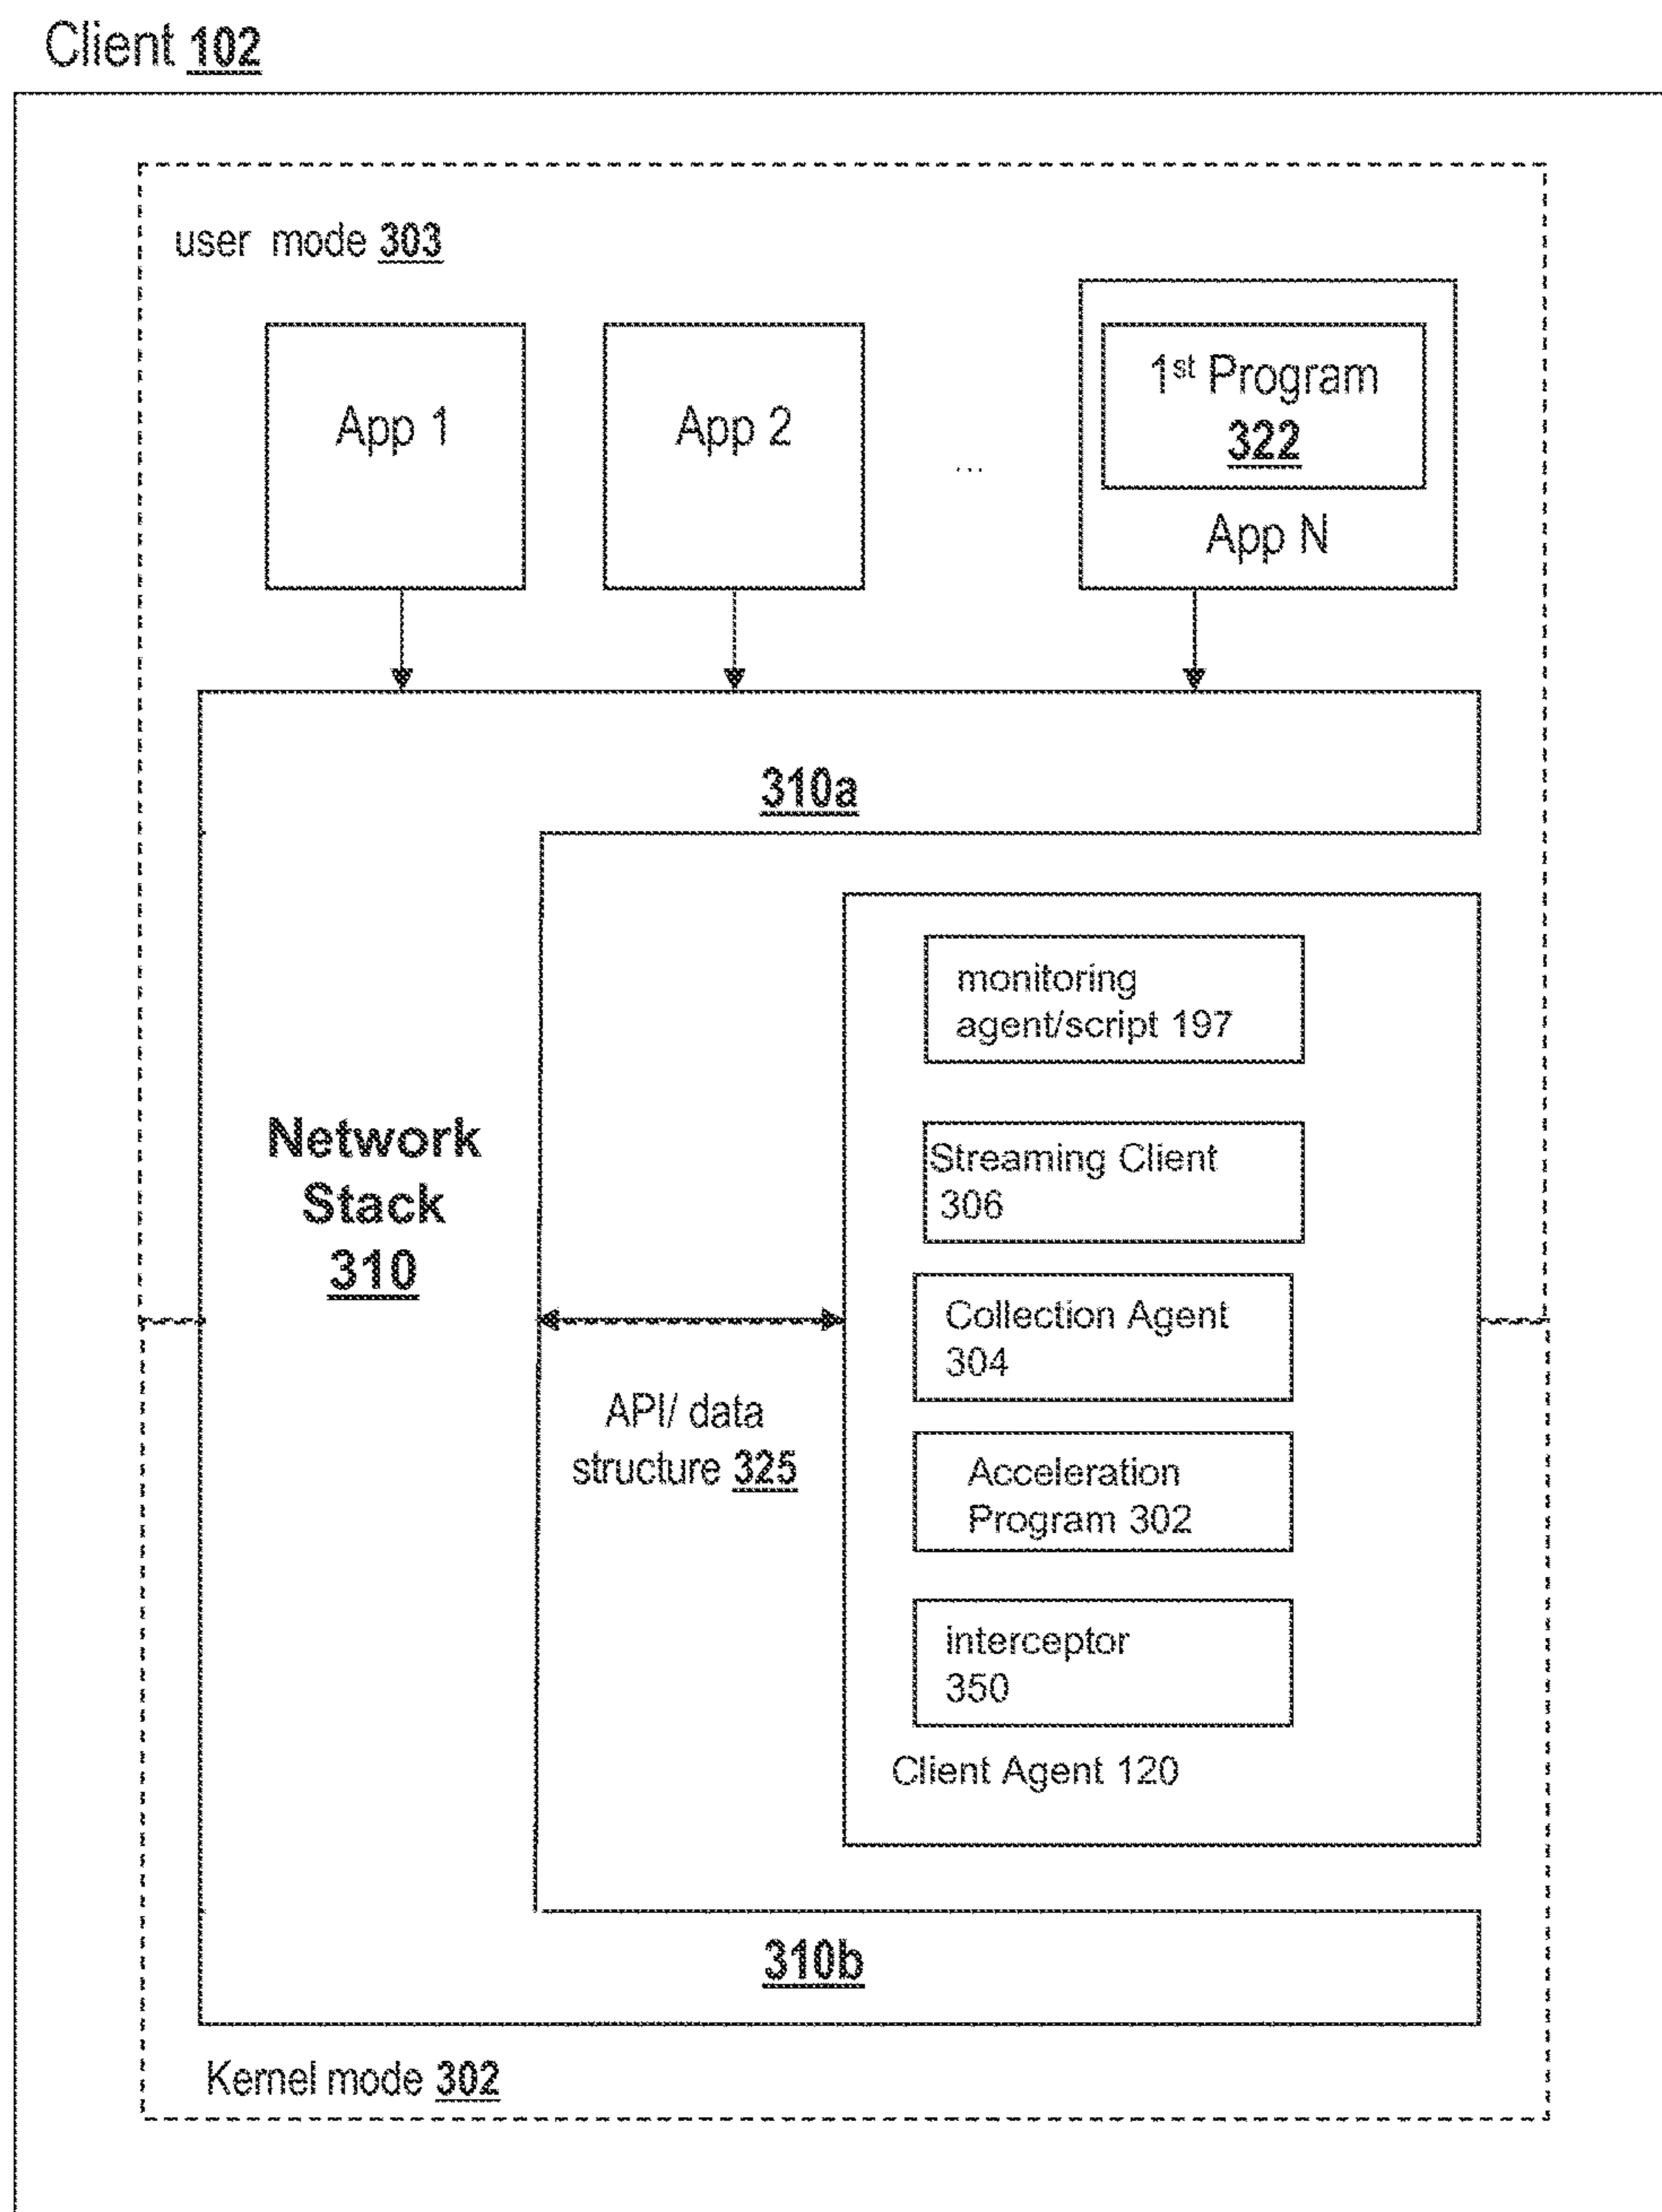 Client 102
user mode 303
App 1
App 2
...
1st Program
322
App N
310a
Network
Stack
310
API/ data
structure 325
monitoring
agent/script 197
Streaming Client
306
Collection Agent
304
Acceleration
Program 302
interceptor
350
Client Agent 120
310b
Kernel mode 302